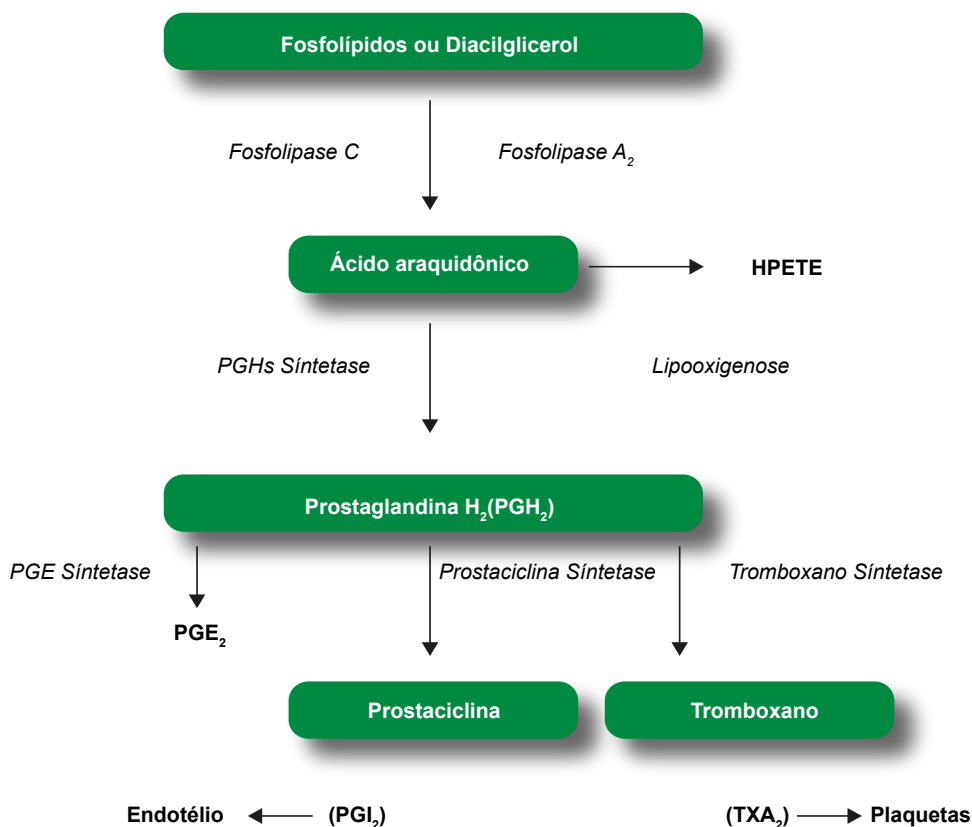 Fosfolípidos ou Diacilglicerol
Fosfolipase C
Fosfolipase A₂
Ácido araquidônico
HPETE
PGHs Síntetase
Lipooxigenose
Prostaglandina H₂(PGH₂)
PGE Síntetase
Prostaciclina Síntetase
Tromboxano Síntetase
PGE₂
Prostaciclina
Tromboxano
Endotélio
(PGI₂)
(TXA₂)
Plaquetas